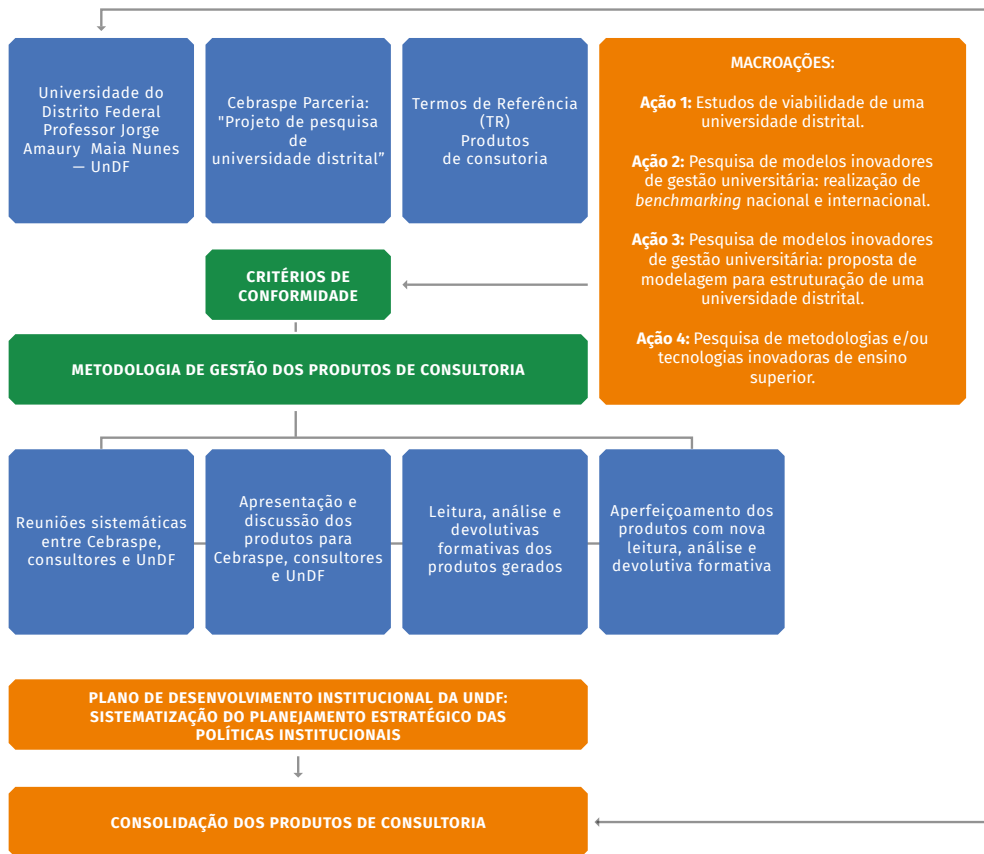 Universidade do
Distrito Federal
Professor Jorge
Amaury Maia Nunes
— UnDF
Cebraspe Parceria:
"Projeto de pesquisa
de
universidade distrital”
Termos de Referência
(TR)
Produtos
de consutoria
MACROAÇÕES:
Ação 1: Estudos de viabilidade de uma
universidade distrital.
Ação 2: Pesquisa de modelos inovadores
de gestão universitária: realização de
benchmarking nacional e internacional.
Ação 3: Pesquisa de modelos inovadores
de gestão universitária: proposta de
modelagem para estruturação de uma
universidade distrital.
Ação 4: Pesquisa de metodologias e/ou
tecnologias inovadoras de ensino
superior.
CRITÉRIOS DE
CONFORMIDADE
METODOLOGIA DE GESTÃO DOS PRODUTOS DE CONSULTORIA
Reuniões sistemáticas
entre Cebraspe,
consultores e UnDF
Apresentação e
discussão dos
produtos para
Cebraspe, consultores
e UnDF
Leitura, análise e
devolutivas
formativas dos
produtos gerados
Aperfeiçoamento dos
produtos com nova
leitura, análise e
devolutiva formativa
PLANO DE DESENVOLVIMENTO INSTITUCIONAL DA UNDF:
SISTEMATIZAÇÃO DO PLANEJAMENTO ESTRATÉGICO DAS
POLÍTICAS INSTITUCIONAIS
CONSOLIDAÇÃO DOS PRODUTOS DE CONSULTORIA